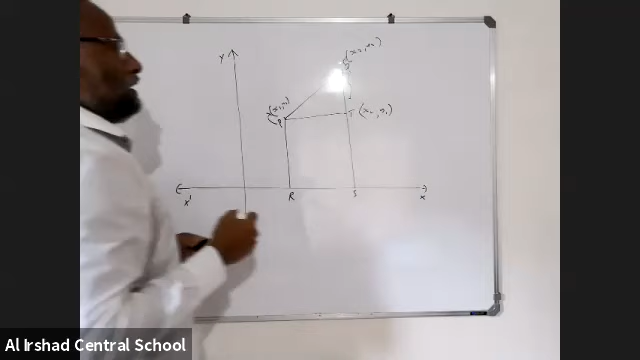 Y
(x₂, y₂)
(x₁, y₁)
P
T (x₂, y₁)
X'
R
S
X
Al Irshad Central School